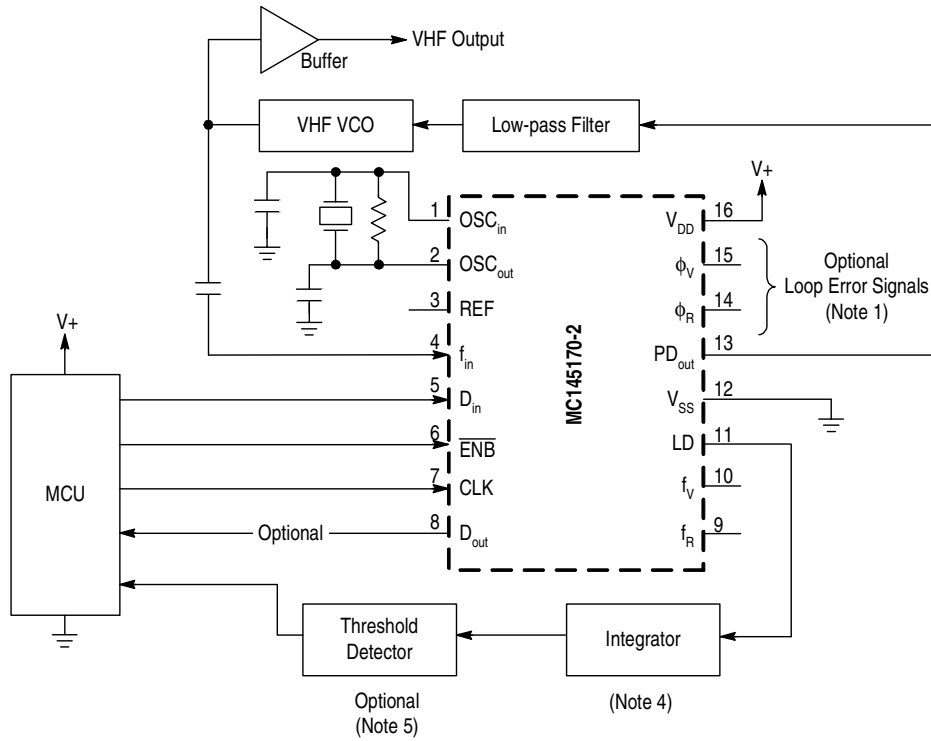 VHF Output
Buffer
VHF VCO
Low-pass Filter
V+
1
OSCin
VDD
16
2
OSCout
ϕV
15
Optional
Loop Error Signals
(Note 1)
3
REF
ϕR
14
V+
4
fin
PDout
13
MC145170-2
5
Din
VSS
12
6
ENB
LD
11
MCU
7
CLK
fV
10
Optional
8
Dout
fR
9
Threshold
Detector
Integrator
Optional
(Note 5)
(Note 4)